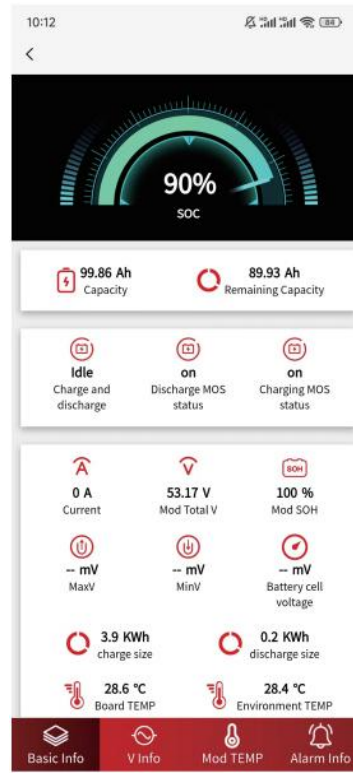 10:12
84
90%
SOC
99.86 Ah
Capacity
89.93 Ah
Remaining Capacity
Idle
Charge and
discharge
on
Discharge MOS
status
on
Charging MOS
status
SOH
0 A
Current
53.17 V
Mod Total V
100 %
Mod SOH
-- mV
MaxV
-- mV
MinV
-- mV
Battery cell
voltage
3.9 KWh
charge size
0.2 KWh
discharge size
28.6 °C
Board TEMP
28.4 °C
Environment TEMP
Basic Info
V Info
Mod TEMP
Alarm Info